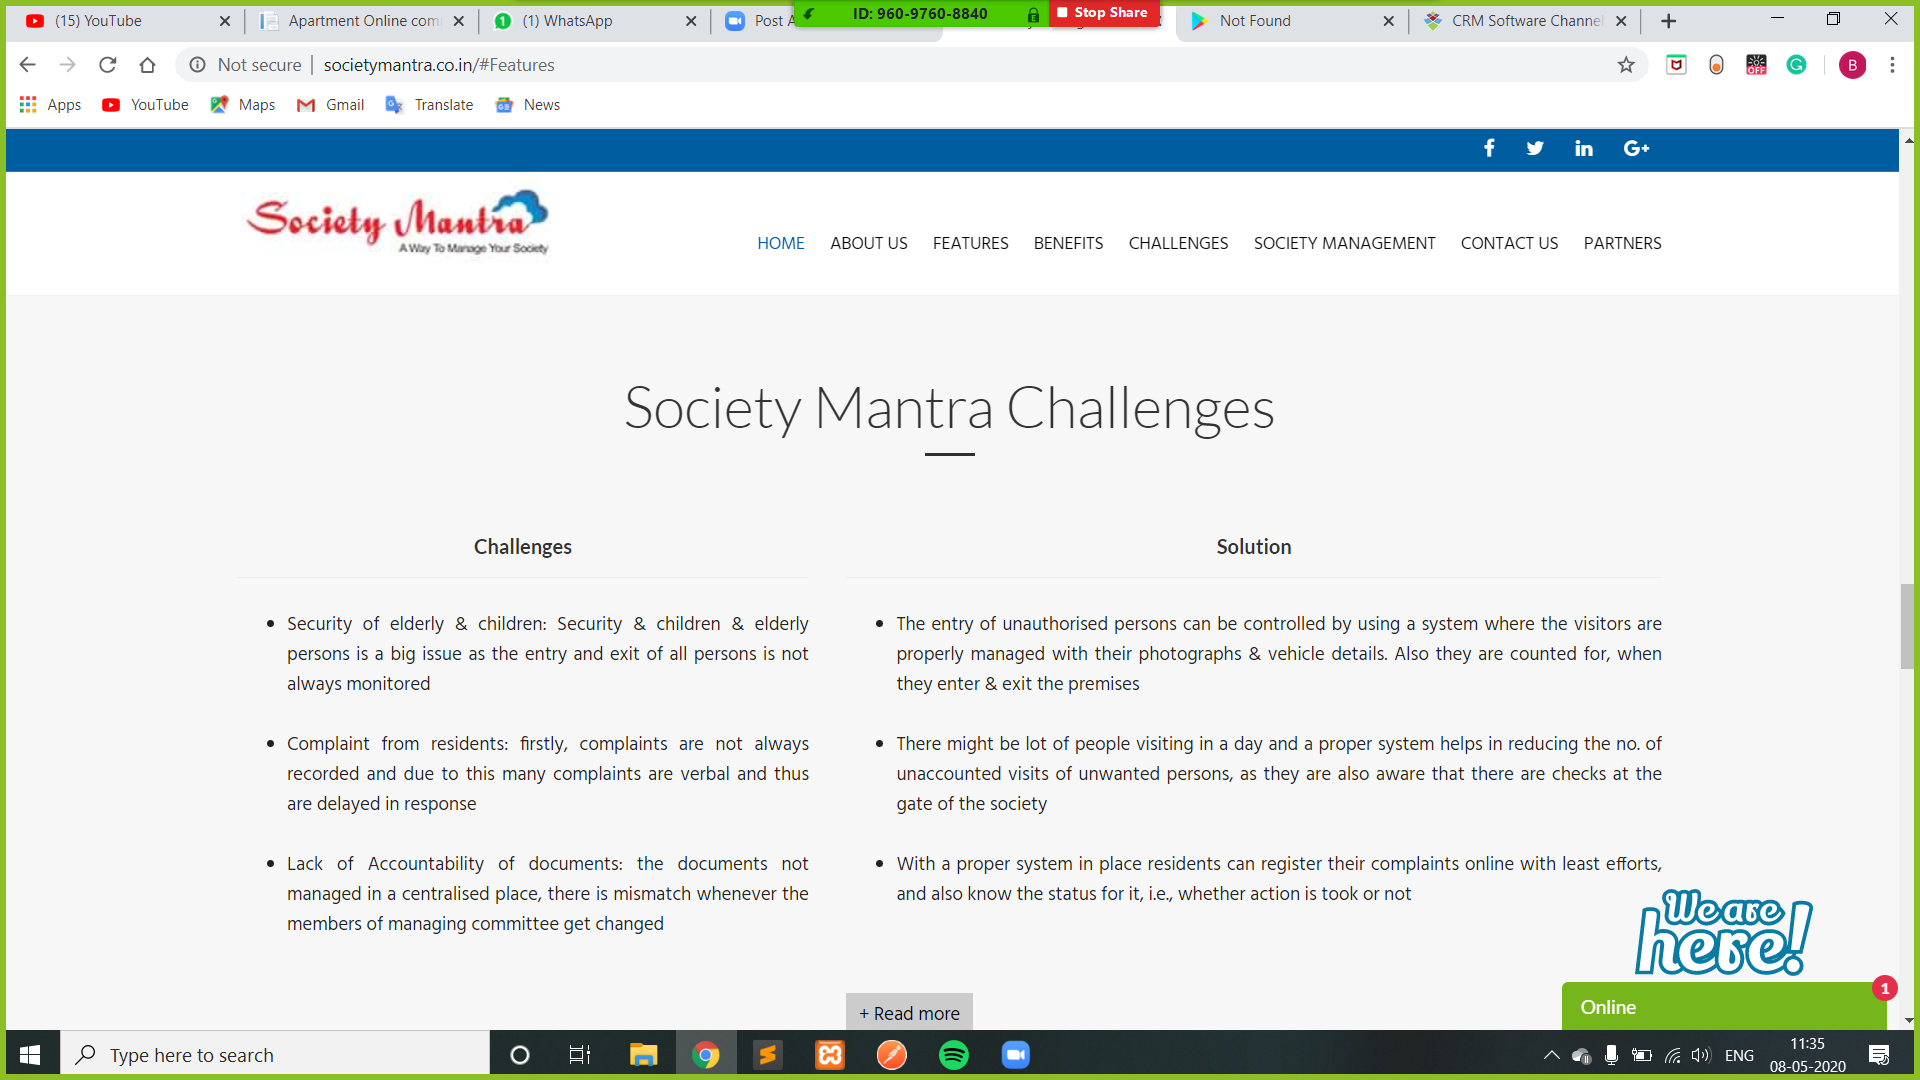 (15) YouTube
Apartment Online com
(1) WhatsApp
Post A
ID: 960-9760-8840
Stop Share
Not Found
CRM Software Channel
Not secure
societymantra.co.in/#Features
OFF
B
Apps
YouTube
Maps
Gmail
Translate
News
Society Mantra
A Way To Manage Your Society
HOME
ABOUT US
FEATURES
BENEFITS
CHALLENGES
SOCIETY MANAGEMENT
CONTACT US
PARTNERS
Society Mantra Challenges
Challenges
Security of elderly & children: Security & children & elderly
persons is a big issue as the entry and exit of all persons is not
always monitored
Complaint from residents: firstly, complaints are not always
recorded and due to this many complaints are verbal and thus
are delayed in response
Lack of Accountability of documents: the documents not
managed in a centralised place, there is mismatch whenever the
members of managing committee get changed
Solution
The entry of unauthorised persons can be controlled by using a system where the visitors are
properly managed with their photographs & vehicle details. Also they are counted for, when
they enter & exit the premises
There might be lot of people visiting in a day and a proper system helps in reducing the no. of
unaccounted visits of unwanted persons, as they are also aware that there are checks at the
gate of the society
With a proper system in place residents can register their complaints online with least efforts,
and also know the status for it, i.e., whether action is took or not
+ Read more
We are
here!
Online
1
Type here to search
ENG
11:35
08-05-2020